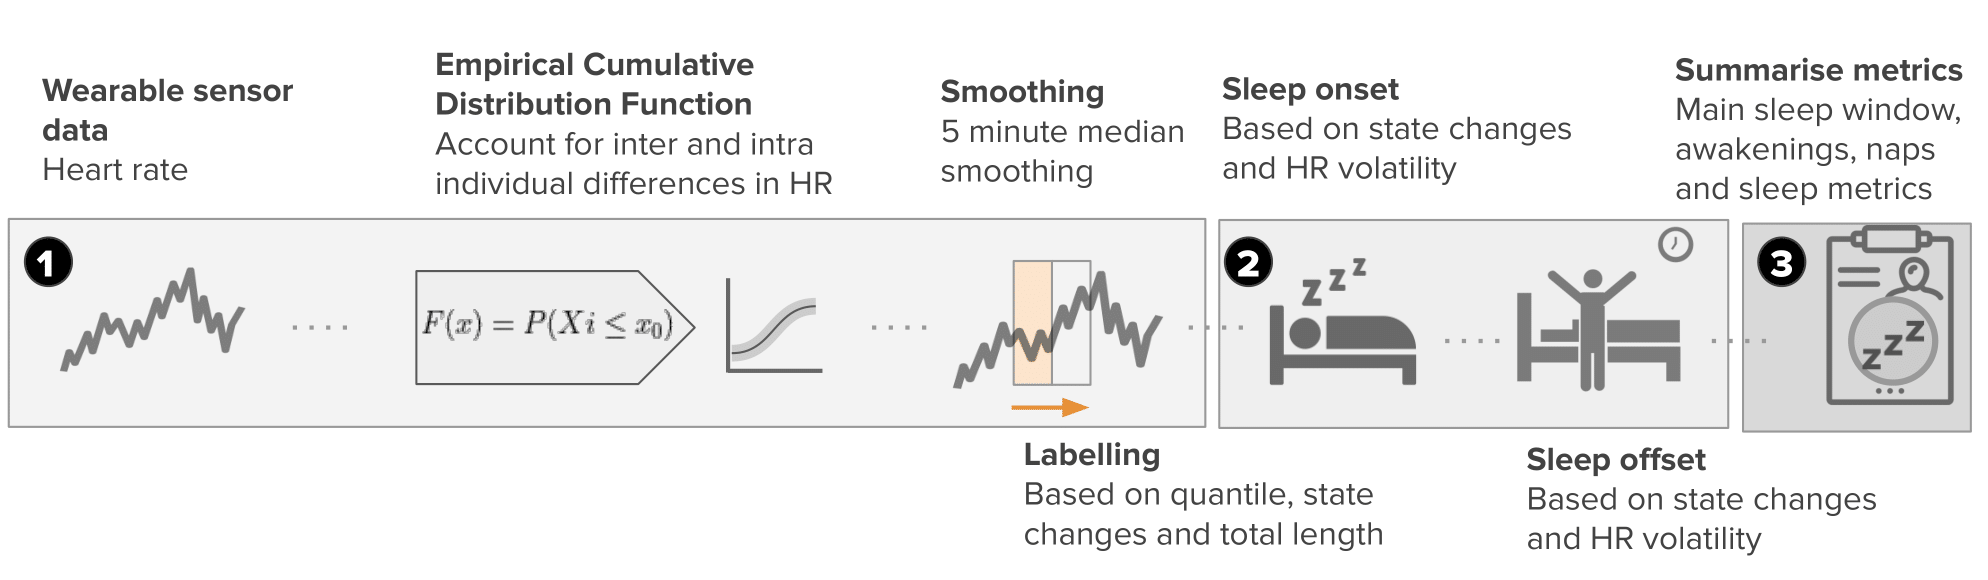 Wearable sensor
data
Heart rate
Empirical Cumulative
Distribution Function
Account for inter and intra
individual differences in HR
Smoothing
5 minute median
smoothing
Sleep onset
Based on state changes
and HR volatility
Summarise metrics
Main sleep window,
awakenings, naps
and sleep metrics
1
F(x) = P(Xi ≤ x₀)
2
z z z
3
z z z
Labelling
Based on quantile, state
changes and total length
Sleep offset
Based on state changes
and HR volatility